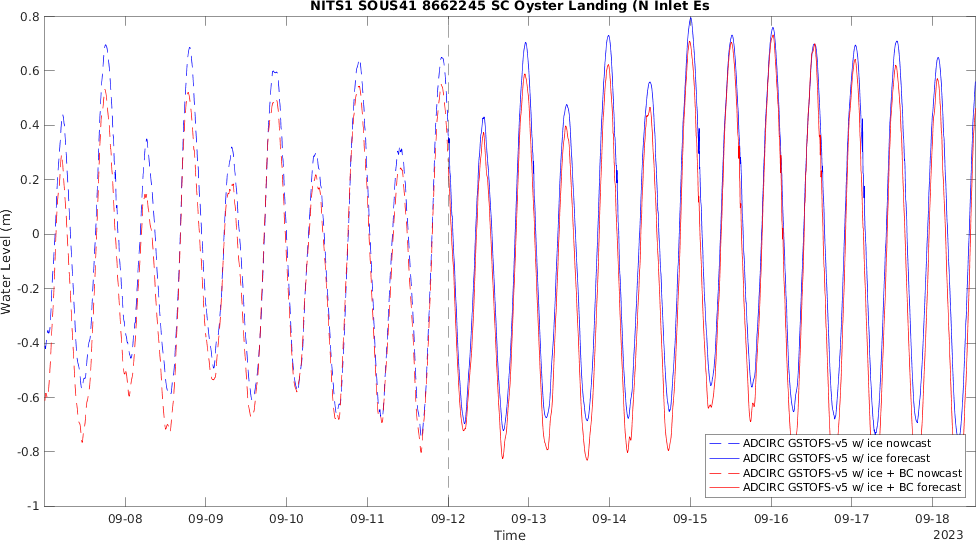 NITS1 SOUS41 8662245 SC Oyster Landing (N Inlet Es
Water Level (m)
0.8
0.6
0.4
0.2
0
-0.2
-0.4
-0.6
-0.8
-1
ADCIRC GSTOFS-v5 w/ ice nowcast
ADCIRC GSTOFS-v5 w/ ice forecast
ADCIRC GSTOFS-v5 w/ ice + BC nowcast
ADCIRC GSTOFS-v5 w/ ice + BC forecast
09-08 09-09 09-10 09-11 09-12 09-13 09-14 09-15 09-16 09-17 09-18
Time
2023